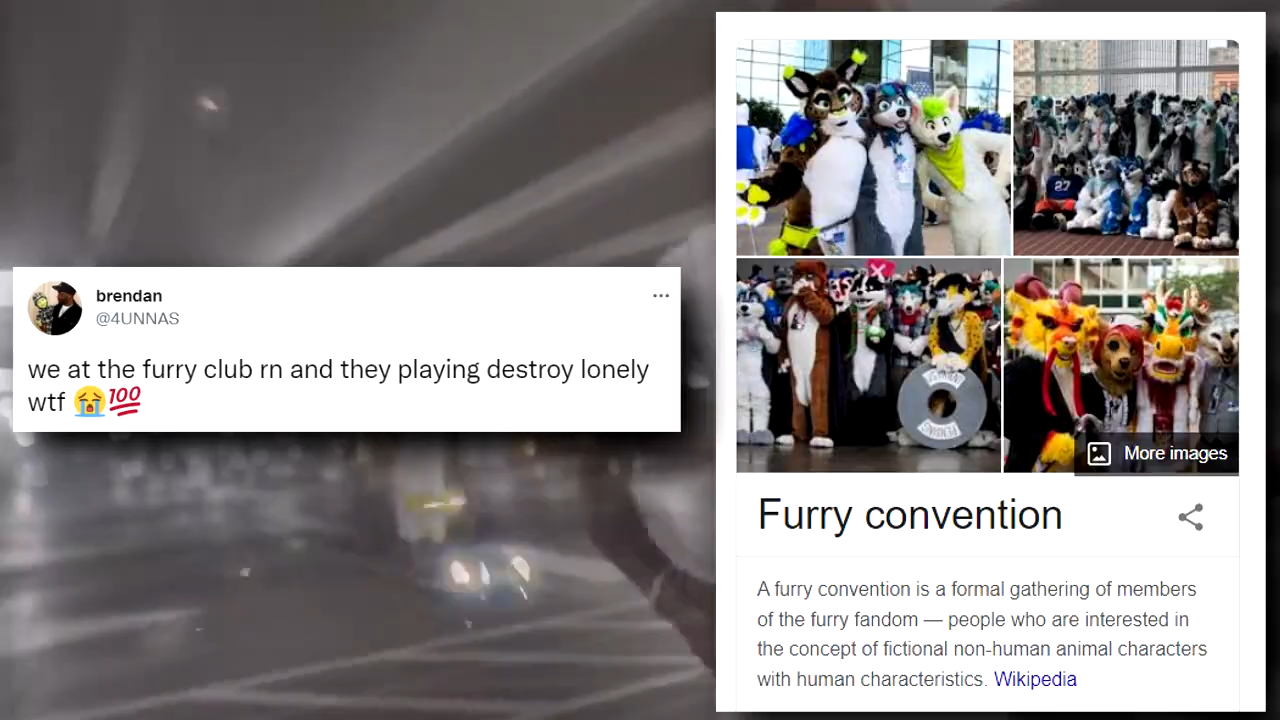 brendan
@4UNNAS
we at the furry club rn and they playing destroy lonely
wtf 😭💯
27
More images
Furry convention
A furry convention is a formal gathering of members
of the furry fandom — people who are interested in
the concept of fictional non-human animal characters
with human characteristics. Wikipedia